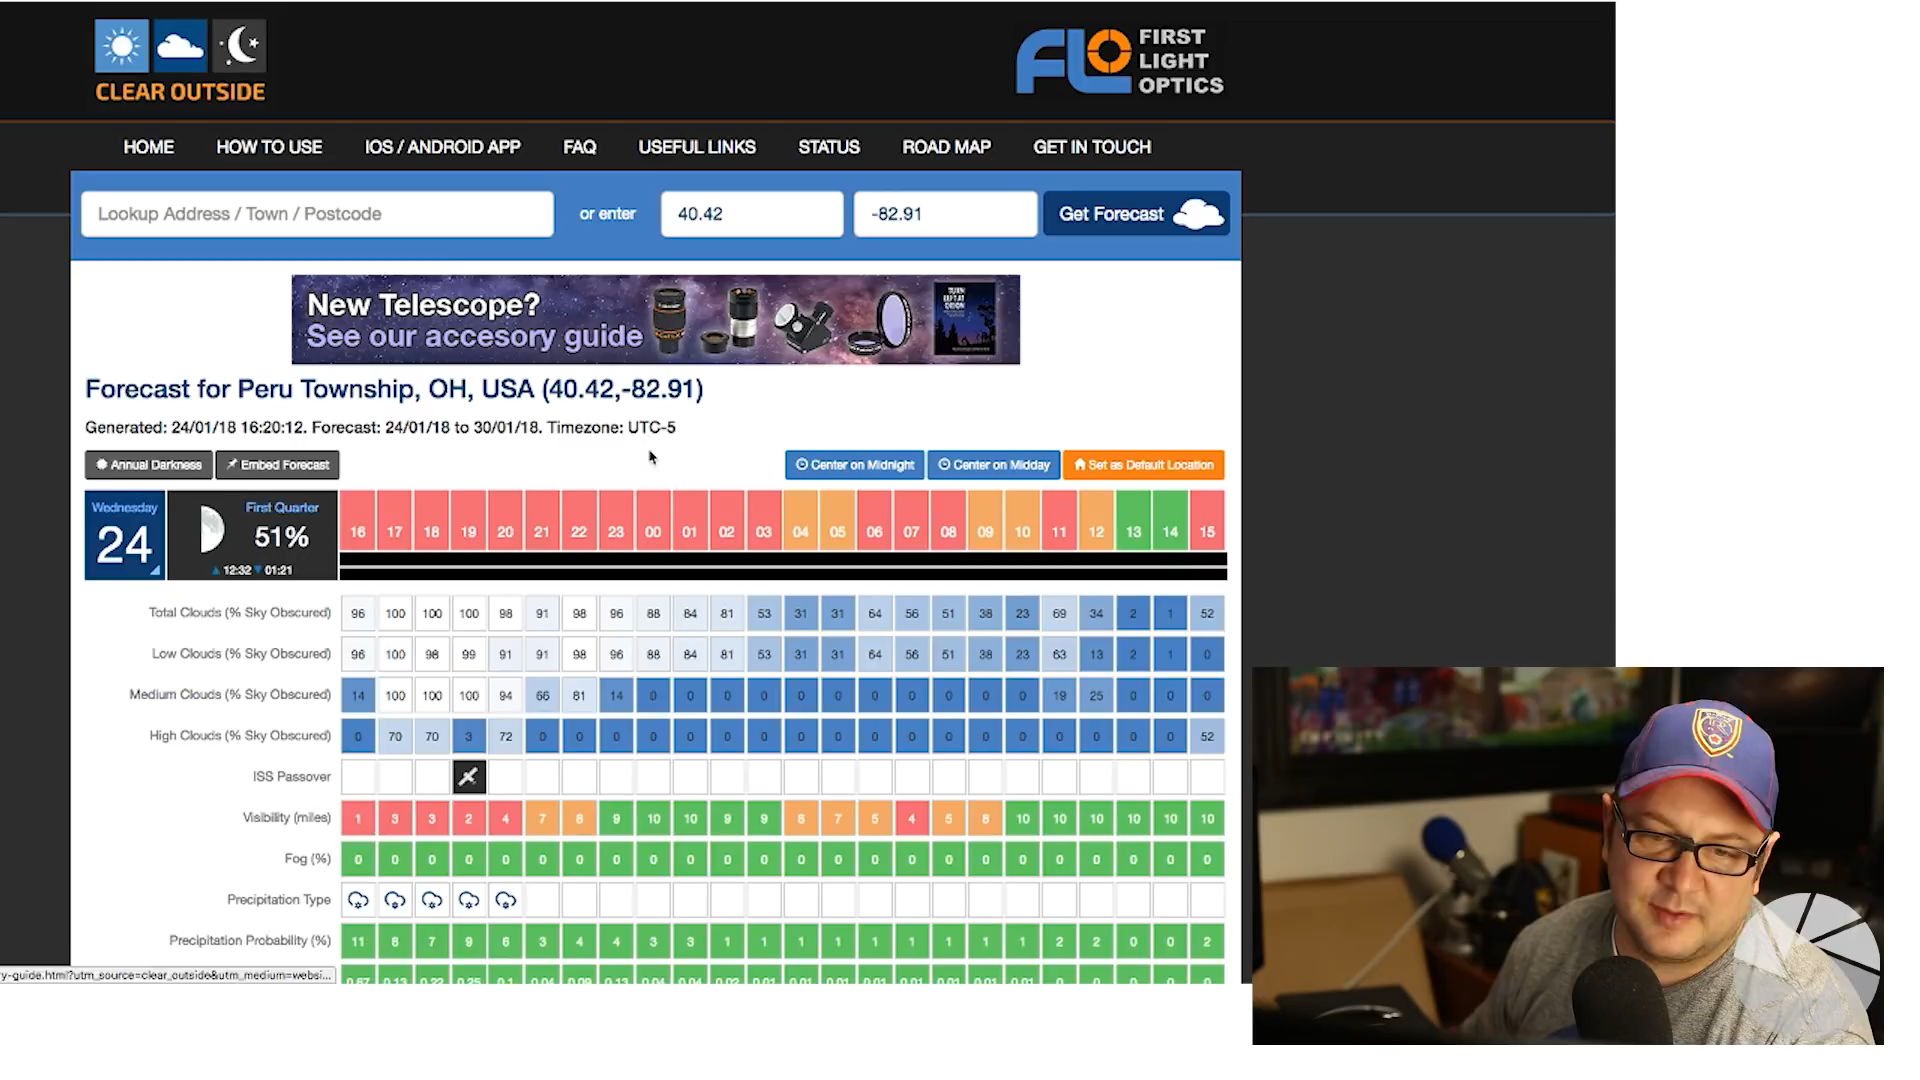 CLEAR OUTSIDE
FLO FIRST
LIGHT
OPTICS
HOME HOW TO USE IOS / ANDROID APP FAQ USEFUL LINKS STATUS ROAD MAP GET IN TOUCH
Lookup Address / Town / Postcode or enter 40.42 -82.91 Get Forecast
New Telescope?
See our accesory guide
TURN LEFT AT ORION
Forecast for Peru Township, OH, USA (40.42,-82.91)
Generated: 24/01/18 16:20:12. Forecast: 24/01/18 to 30/01/18. Timezone: UTC-5
Annual Darkness Embed Forecast Center on Midnight Center on Midday Set as Default Location
Wednesday
24
First Quarter
51%
12:32 01:21
16 17 18 19 20 21 22 23 00 01 02 03 04 05 06 07 08 09 10 11 12 13 14 15
Total Clouds (% Sky Obscured) 96 100 100 100 98 91 98 96 88 84 81 53 31 31 64 56 51 38 23 69 34 2 1 52
Low Clouds (% Sky Obscured) 96 100 98 99 91 91 98 96 88 84 81 53 31 31 64 56 51 38 23 63 13 2 1 0
Medium Clouds (% Sky Obscured) 14 100 100 100 94 66 81 14 0 0 0 0 0 0 0 0 0 0 0 19 25 0 0 0
High Clouds (% Sky Obscured) 0 70 70 3 72 0 0 0 0 0 0 0 0 0 0 0 0 0 0 0 0 0 0 52
ISS Passover
Visibility (miles) 1 3 3 2 4 7 8 9 10 10 9 9 8 7 5 4 5 8 10 10 10 10 10 10
Fog (%) 0 0 0 0 0 0 0 0 0 0 0 0 0 0 0 0 0 0 0 0 0 0 0 0
Precipitation Type
Precipitation Probability (%) 11 8 7 9 6 3 4 4 3 3 1 1 1 1 1 1 1 1 1 2 2 0 0 2
y-guide.html?utm_source=clear_outside&utm_medium=websi...